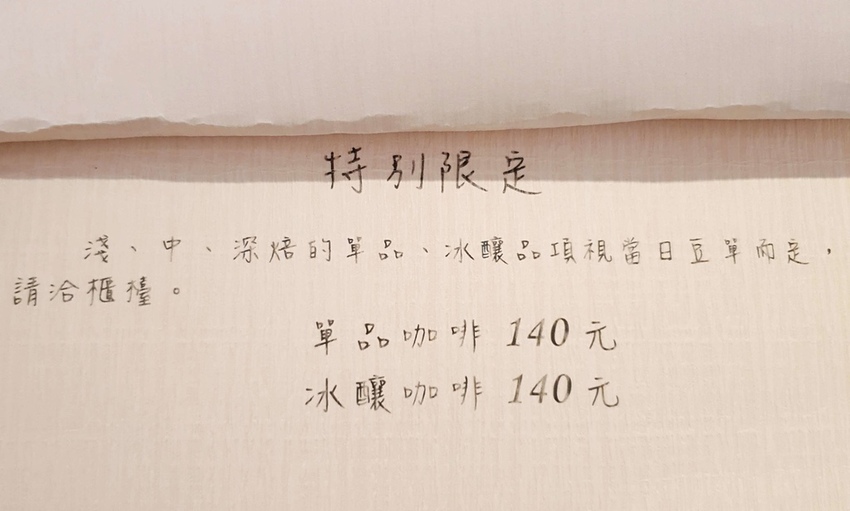 特別限定
淺、中、深焙的單品、冰釀品項視當日豆單而定，
請洽櫃檯。
單品咖啡 140 元
冰釀咖啡 140 元